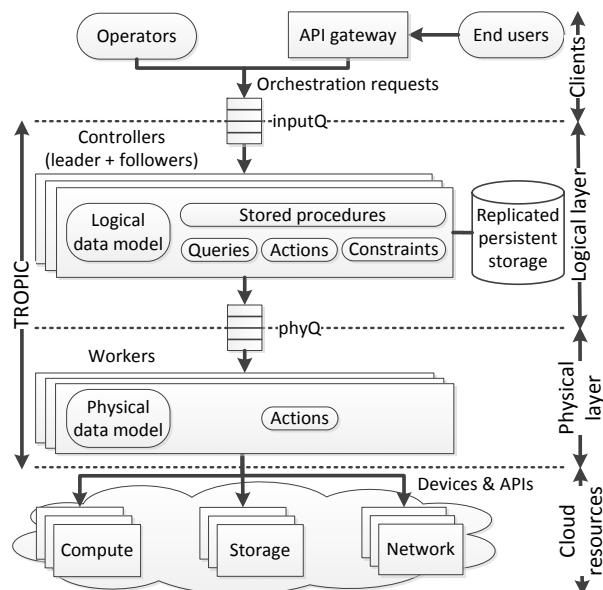 Operators
API gateway
End users
Orchestration requests
inputQ
Clients
Controllers
(leader + followers)
Logical
data model
Stored procedures
Queries
Actions
Constraints
Replicated
persistent
storage
Logical layer
TROPIC
phyQ
Workers
Physical
data model
Actions
Physical
layer
Devices & APIs
Compute
Storage
Network
Cloud
resources